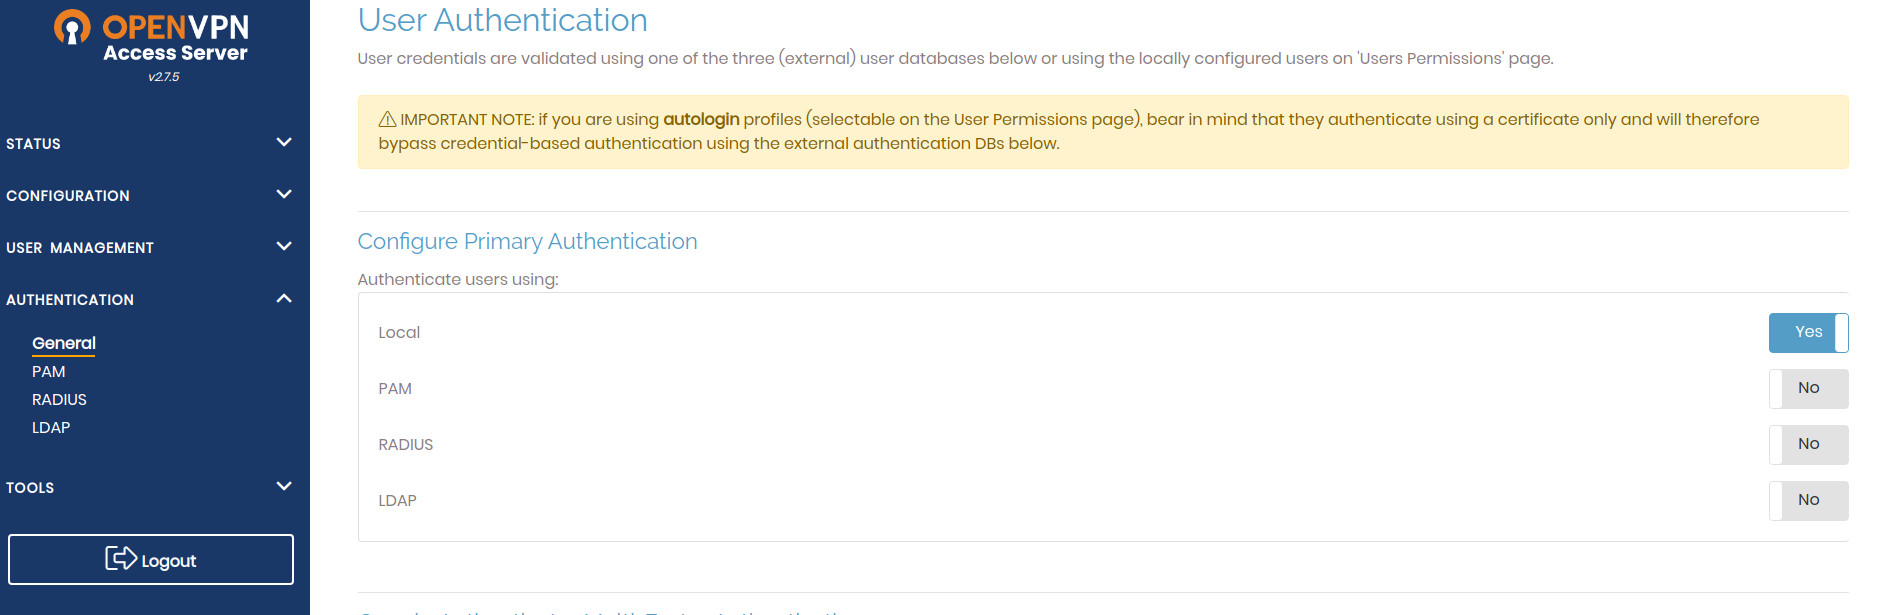 OPENVPN
Access Server
v2.7.5
STATUS
CONFIGURATION
USER MANAGEMENT
AUTHENTICATION
General
PAM
RADIUS
LDAP
TOOLS
Logout
User Authentication
User credentials are validated using one of the three (external) user databases below or using the locally configured users on 'Users Permissions' page.
IMPORTANT NOTE: if you are using autologin profiles (selectable on the User Permissions page), bear in mind that they authenticate using a certificate only and will therefore
bypass credential-based authentication using the external authentication DBs below.
Configure Primary Authentication
Authenticate users using:
Local Yes
PAM No
RADIUS No
LDAP No